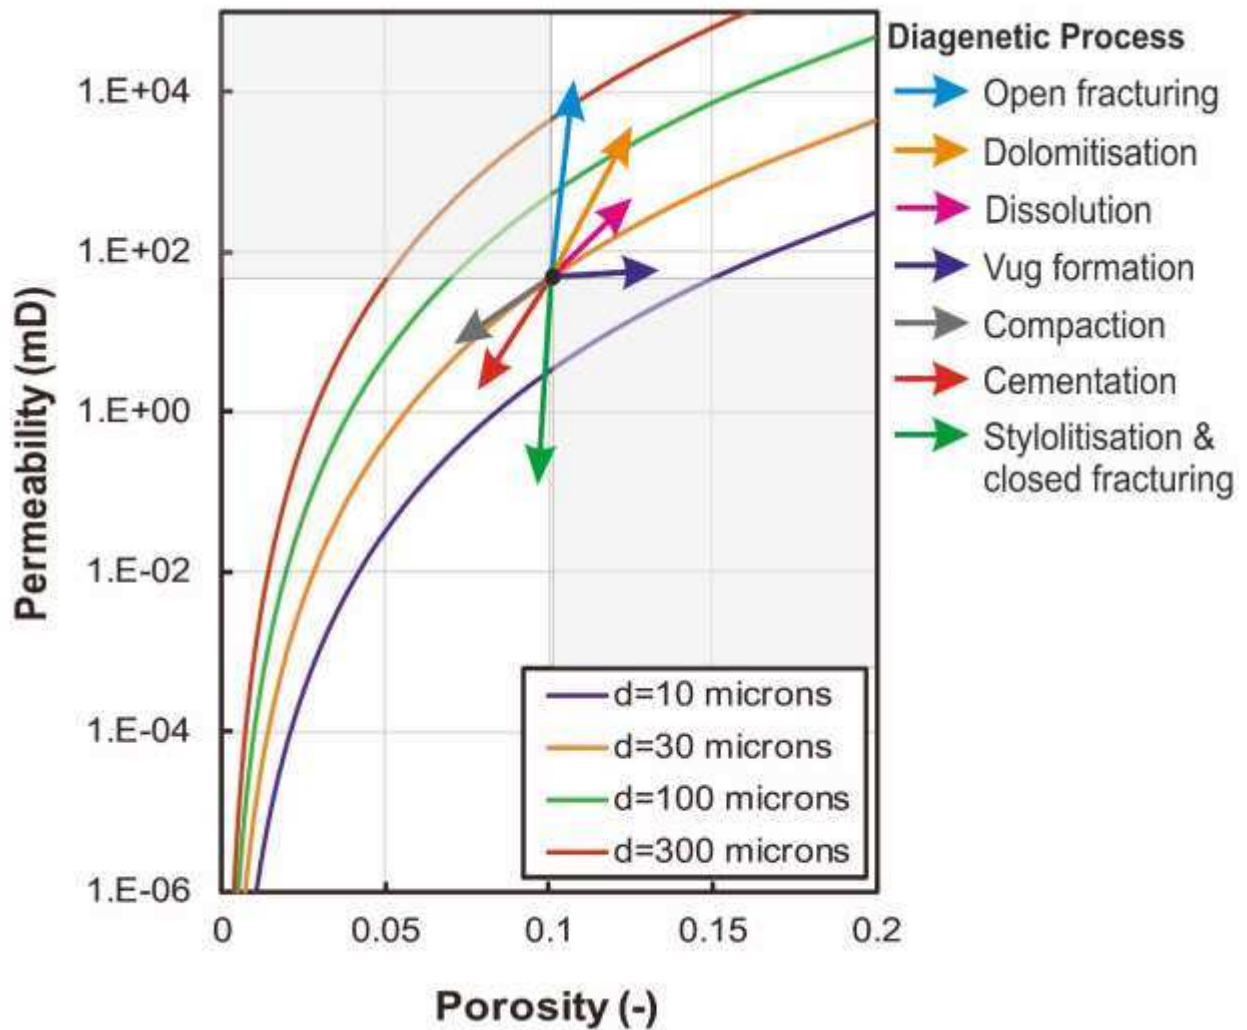 Diagenetic Process
Open fracturing
Dolomitisation
Dissolution
Vug formation
Compaction
Cementation
Stylolitisation &
closed fracturing
Permeability (mD)
1.E+04
1.E+02
1.E+00
1.E-02
1.E-04
1.E-06
d=10 microns
d=30 microns
d=100 microns
d=300 microns
0
0.05
0.1
0.15
0.2
Porosity (-)